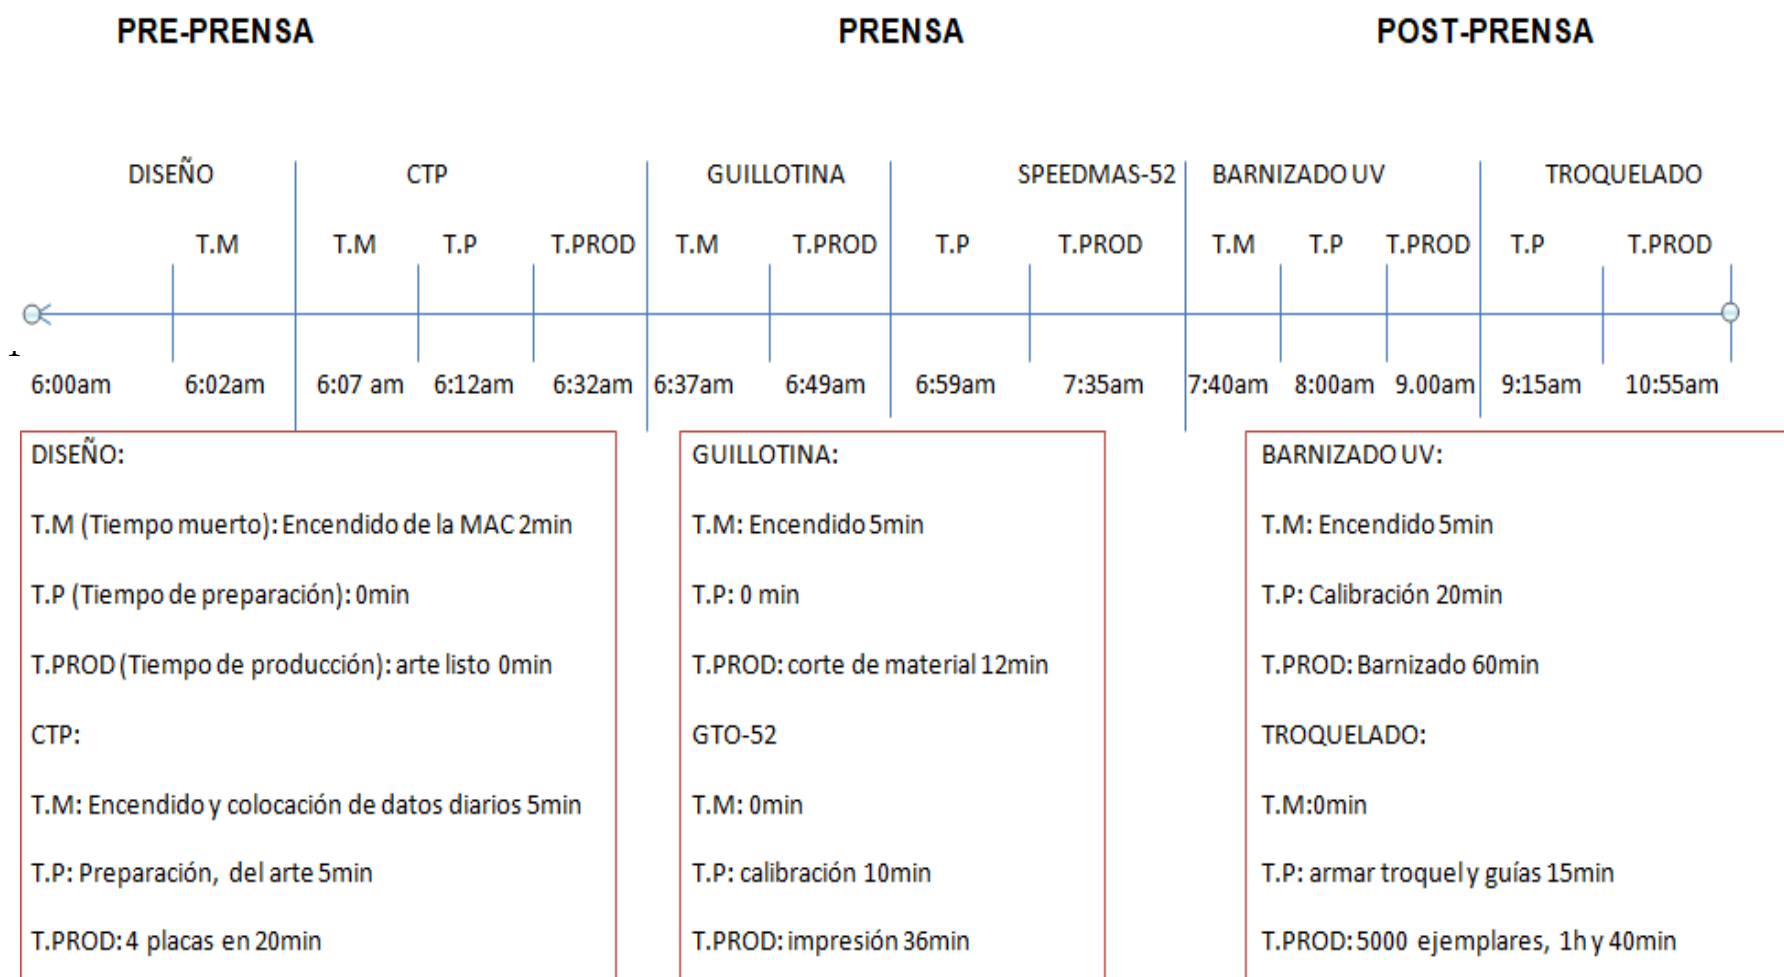 PRE-PRENSA PRENSA POST-PRENSA
DISEÑO CTP GUILLOTINA SPEEDMAS-52 BARNIZADO UV TROQUELADO
T.M T.M T.P T.PROD T.M T.PROD T.P T.PROD T.M T.P T.PROD T.P T.PROD
6:00am 6:02am 6:07 am 6:12am 6:32am 6:37am 6:49am 6:59am 7:35am 7:40am 8:00am 9.00am 9:15am 10:55am
DISEÑO:
T.M (Tiempo muerto): Encendido de la MAC 2min
T.P (Tiempo de preparación): 0min
T.PROD (Tiempo de producción): arte listo 0min
CTP:
T.M: Encendido y colocación de datos diarios 5min
T.P: Preparación, del arte 5min
T.PROD: 4 placas en 20min
GUILLOTINA:
T.M: Encendido 5min
T.P: 0 min
T.PROD: corte de material 12min
GTO-52
T.M: 0min
T.P: calibración 10min
T.PROD: impresión 36min
BARNIZADO UV:
T.M: Encendido 5min
T.P: Calibración 20min
T.PROD: Barnizado 60min
TROQUELADO:
T.M:0min
T.P: armar troquel y guías 15min
T.PROD: 5000 ejemplares, 1h y 40min